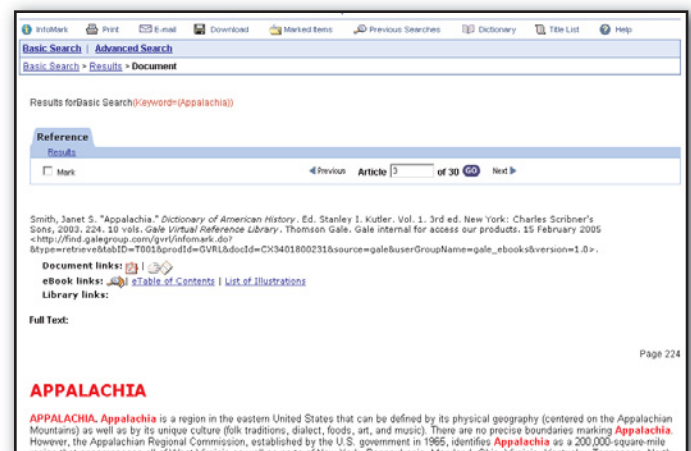 InfoMark Print E-mail Download Marked Items Previous Searches Dictionary Title List Help
Basic Search | Advanced Search
Basic Search > Results > Document
Results forBasic Search(Keyword=(Appalachia))
Reference
Results
Mark Previous Article 3 of 30 GO Next
Smith, Janet S. "Appalachia." Dictionary of American History. Ed. Stanley I. Kutler. Vol. 1. 3rd ed. New York: Charles Scribner's
Sons, 2003. 224. 10 vols. Gale Virtual Reference Library. Thomson Gale. Gale internal for access our products. 15 February 2005
<http://find.galegroup.com/gvrl/infomark.do?
&type=retrieve&tabID=T001&prodId=GVRL&docId=CX3401800231&source=gale&userGroupName=gale_ebooks&version=1.0>.
Document links: |
eBook links: | eTable of Contents | List of Illustrations
Library links:
Full Text:
Page 224
APPALACHIA
APPALACHIA. Appalachia is a region in the eastern United States that can be defined by its physical geography (centered on the Appalachian
Mountains) as well as by its unique culture (folk traditions, dialect, foods, art, and music). There are no precise boundaries marking Appalachia.
However, the Appalachian Regional Commission, established by the U.S. government in 1965, identifies Appalachia as a 200,000-square-mile